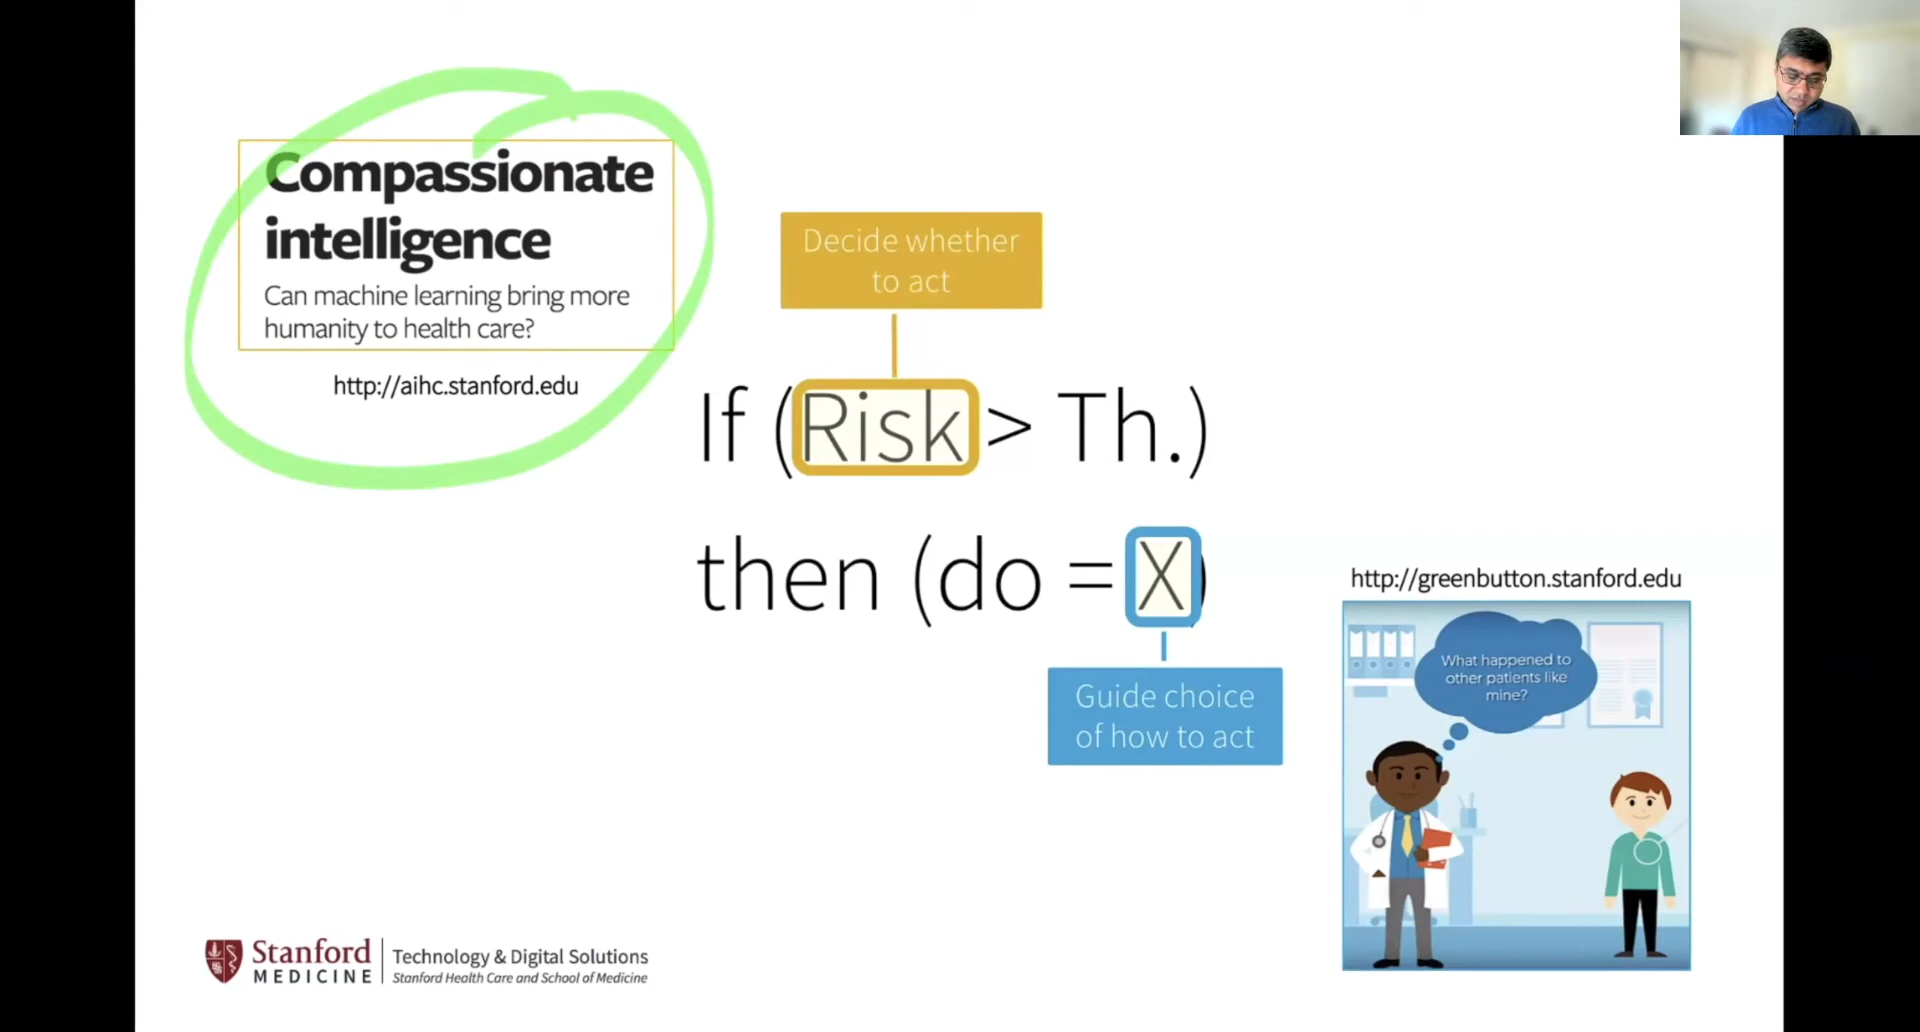 Compassionate
intelligence
Can machine learning bring more
humanity to health care?
http://aihc.stanford.edu
Decide whether
to act
If (Risk > Th.)
then (do = X)
Guide choice
of how to act
http://greenbutton.stanford.edu
What happened to
other patients like
mine?
Stanford
MEDICINE
Technology & Digital Solutions
Stanford Health Care and School of Medicine